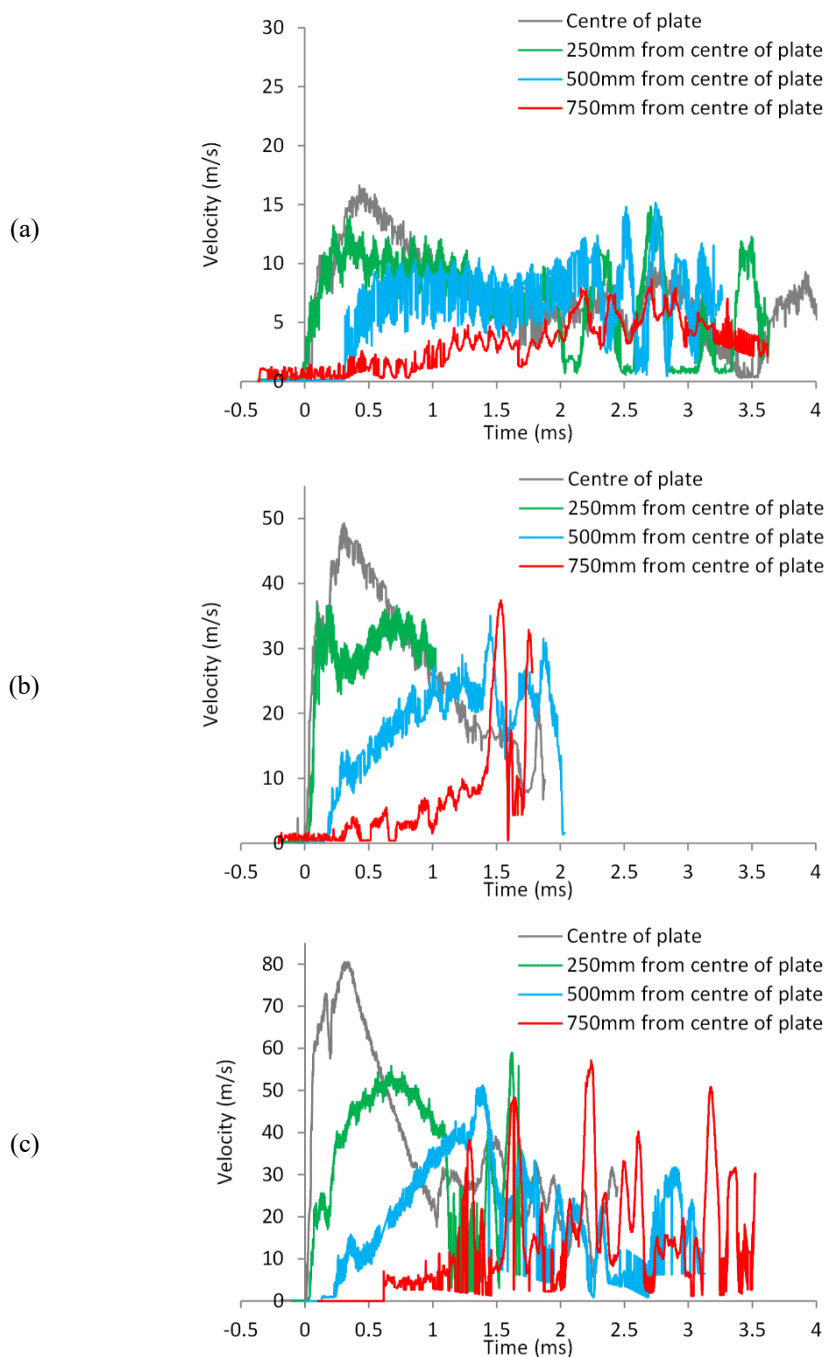 Centre of plate
250mm from centre of plate
500mm from centre of plate
750mm from centre of plate
30
25
20
15
10
5
0
Velocity (m/s)
(a)
-0.5 0 0.5 1 1.5 2 2.5 3 3.5 4
Time (ms)
Centre of plate
250mm from centre of plate
500mm from centre of plate
750mm from centre of plate
50
40
30
20
10
0
Velocity (m/s)
(b)
-0.5 0 0.5 1 1.5 2 2.5 3 3.5 4
Time (ms)
Centre of plate
250mm from centre of plate
500mm from centre of plate
750mm from centre of plate
80
70
60
50
40
30
20
10
0
Velocity (m/s)
(c)
-0.5 0 0.5 1 1.5 2 2.5 3 3.5 4
Time (ms)